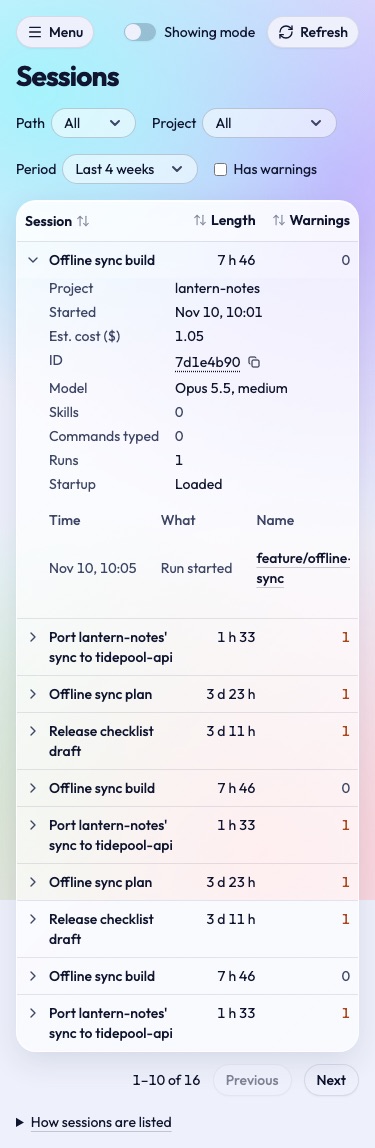 Menu
Showing mode
Refresh
Sessions
Path All Project All
Period Last 4 weeks Has warnings
Session Length Warnings
Offline sync build 7 h 46 0
Project lantern-notes
Started Nov 10, 10:01
Est. cost ($) 1.05
ID 7d1e4b90
Model Opus 5.5, medium
Skills 0
Commands typed 0
Runs 1
Startup Loaded
Time What Name
Nov 10, 10:05 Run started feature/offline-
sync
Port lantern-notes' 1 h 33 1
sync to tidepool-api
Offline sync plan 3 d 23 h 1
Release checklist 3 d 11 h 1
draft
Offline sync build 7 h 46 0
Port lantern-notes' 1 h 33 1
sync to tidepool-api
Offline sync plan 3 d 23 h 1
Release checklist 3 d 11 h 1
draft
Offline sync build 7 h 46 0
Port lantern-notes' 1 h 33 1
sync to tidepool-api
1–10 of 16 Previous Next
How sessions are listed